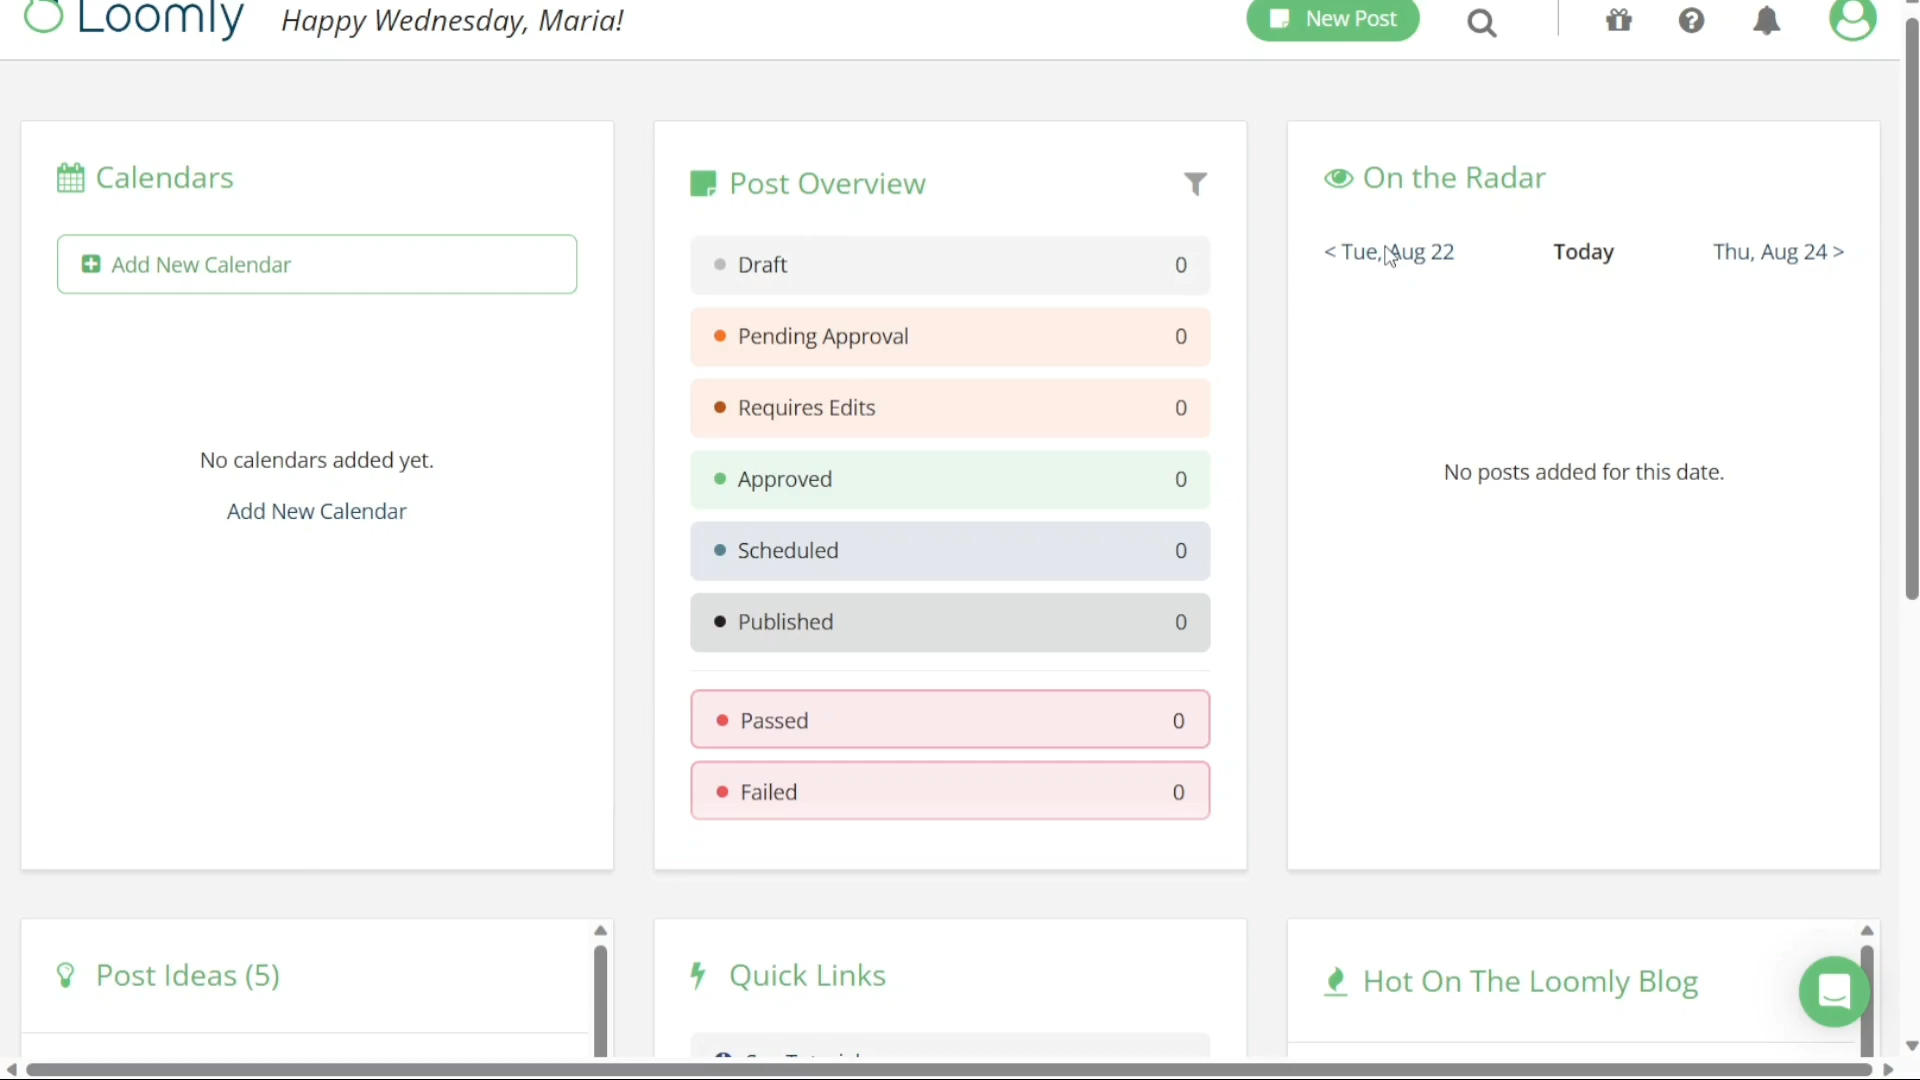 Loomly
Happy Wednesday, Maria!
New Post
Calendars
Add New Calendar
No calendars added yet.
Add New Calendar
Post Overview
Draft 0
Pending Approval 0
Requires Edits 0
Approved 0
Scheduled 0
Published 0
Passed 0
Failed 0
On the Radar
< Tue, Aug 22 Today Thu, Aug 24 >
No posts added for this date.
Post Ideas (5)
Quick Links
Hot On The Loomly Blog